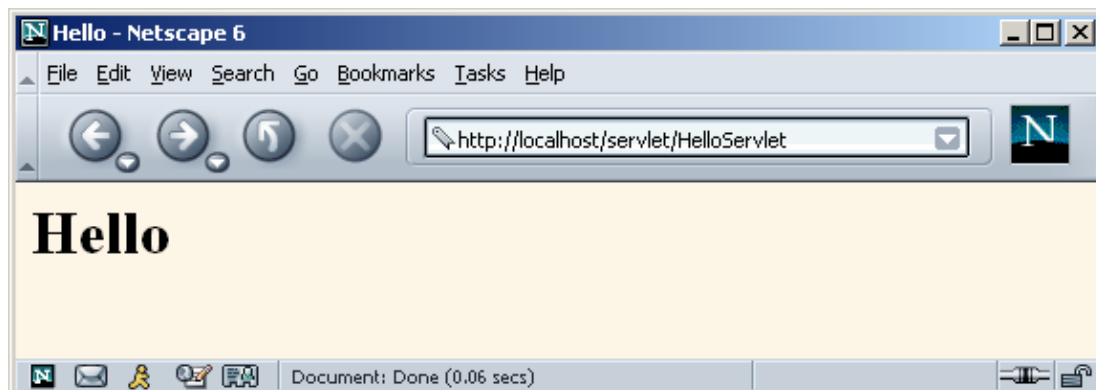 Hello - Netscape 6
File Edit View Search Go Bookmarks Tasks Help
http://localhost/servlet/HelloServlet
N
Hello
Document: Done (0.06 secs)